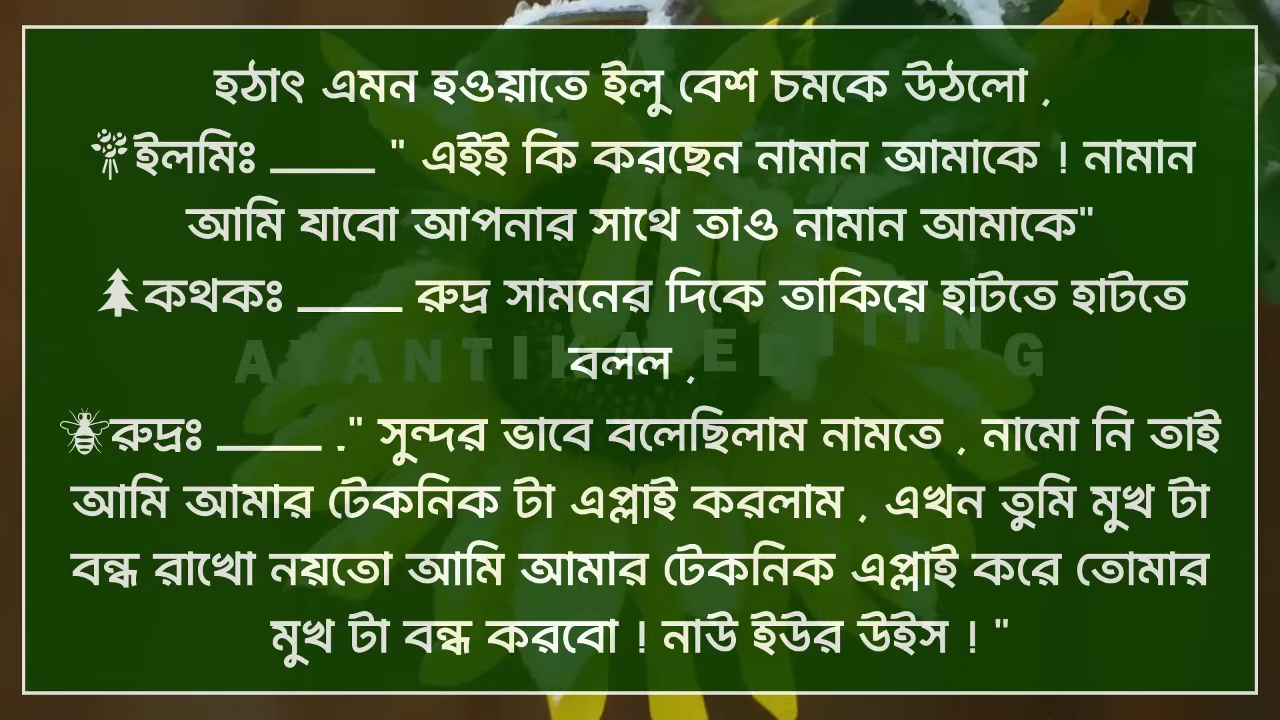 হঠাৎ এমন হওয়াতে ইলু বেশ চমকে উঠলো ,
ইলমিঃ _____ " এইই কি করছেন নামান আমাকে ! নামান
আমি যাবো আপনার সাথে তাও নামান আমাকে"
কথকঃ _____ রুদ্র সামনের দিকে তাকিয়ে হাটতে হাটতে
বলল ,
AYANTIKA EDITING
রুদ্রঃ _____ ." সুন্দর ভাবে বলেছিলাম নামতে , নামো নি তাই
আমি আমার টেকনিক টা এপ্লাই করলাম , এখন তুমি মুখ টা
বন্ধ রাখো নয়তো আমি আমার টেকনিক এপ্লাই করে তোমার
মুখ টা বন্ধ করবো ! নাউ ইউর উইস ! "